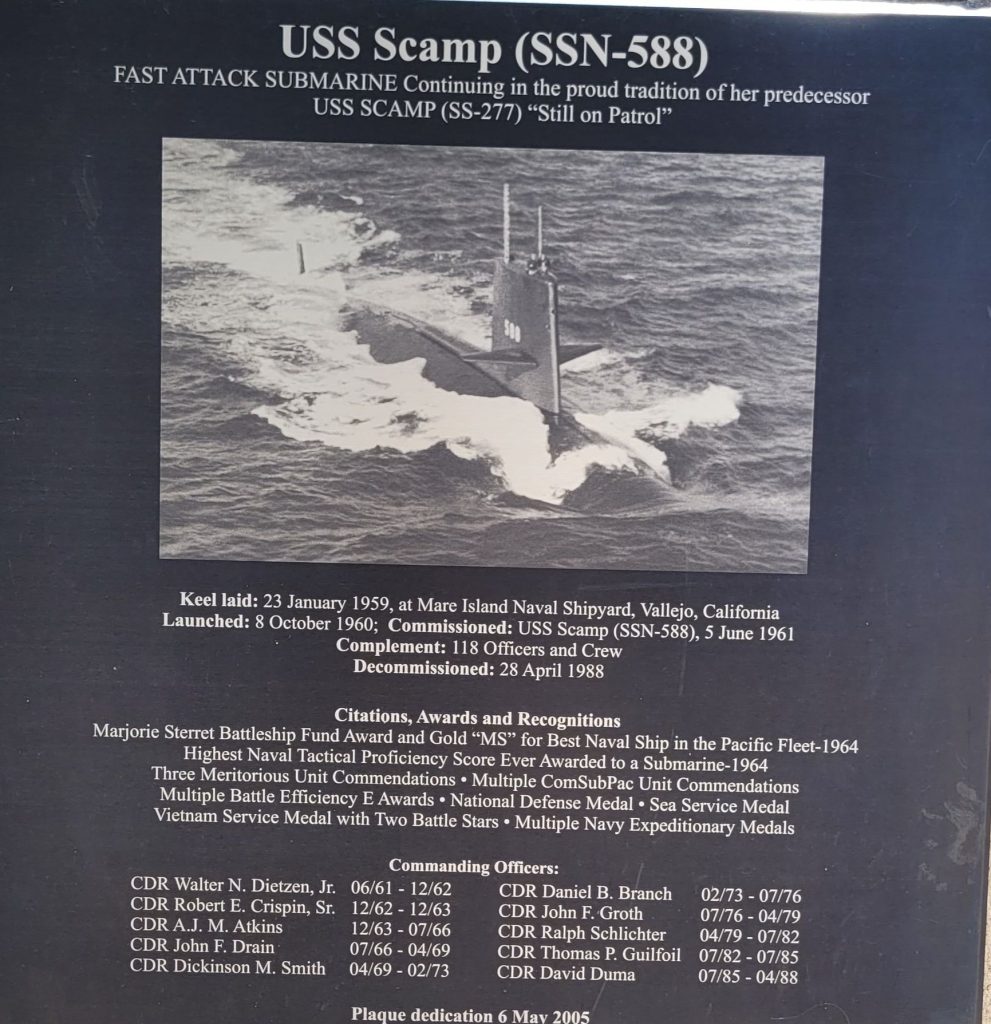 USS Scamp (SSN-588)
FAST ATTACK SUBMARINE Continuing in the proud tradition of her predecessor
USS SCAMP (SS-277) “Still on Patrol”
588
Keel laid: 23 January 1959, at Mare Island Naval Shipyard, Vallejo, California
Launched: 8 October 1960; Commissioned: USS Scamp (SSN-588), 5 June 1961
Complement: 118 Officers and Crew
Decommissioned: 28 April 1988
Citations, Awards and Recognitions
Marjorie Sterret Battleship Fund Award and Gold “MS” for Best Naval Ship in the Pacific Fleet-1964
Highest Naval Tactical Proficiency Score Ever Awarded to a Submarine-1964
Three Meritorious Unit Commendations • Multiple ComSubPac Unit Commendations
Multiple Battle Efficiency E Awards • National Defense Medal • Sea Service Medal
Vietnam Service Medal with Two Battle Stars • Multiple Navy Expeditionary Medals
Commanding Officers:
CDR Walter N. Dietzen, Jr. 06/61 - 12/62
CDR Robert E. Crispin, Sr. 12/62 - 12/63
CDR A.J. M. Atkins 12/63 - 07/66
CDR John F. Drain 07/66 - 04/69
CDR Dickinson M. Smith 04/69 - 02/73
CDR Daniel B. Branch 02/73 - 07/76
CDR John F. Groth 07/76 - 04/79
CDR Ralph Schlichter 04/79 - 07/82
CDR Thomas P. Guilfoil 07/82 - 07/85
CDR David Duma 07/85 - 04/88
Plaque dedication 6 May 2005